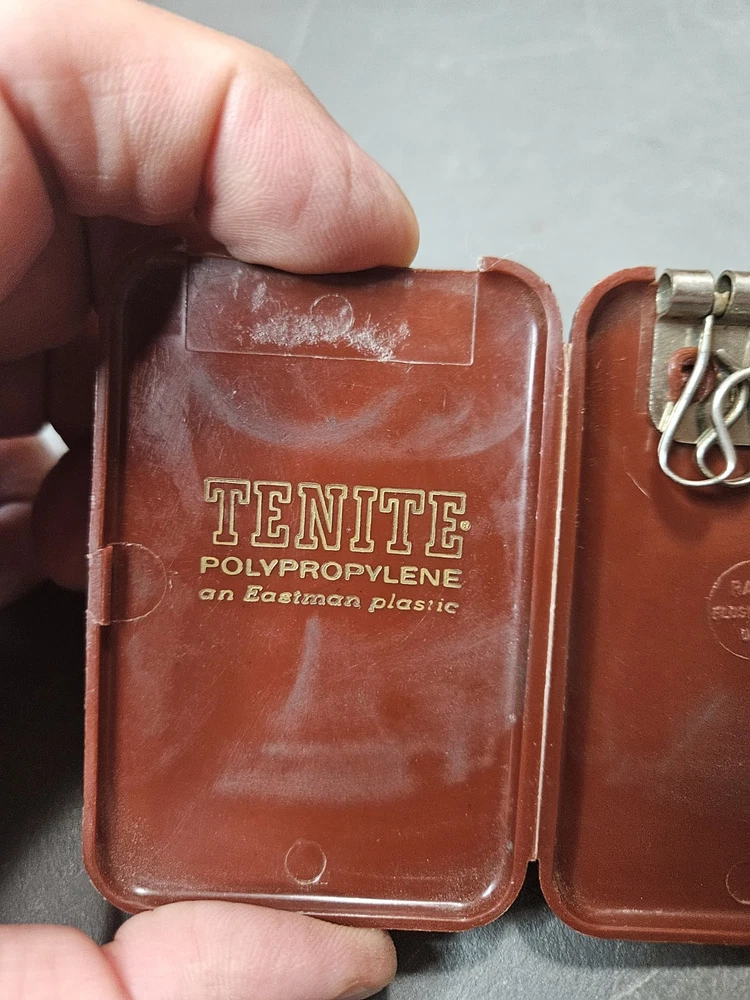 TENITE®
POLYPROPYLENE
an Eastman plastic